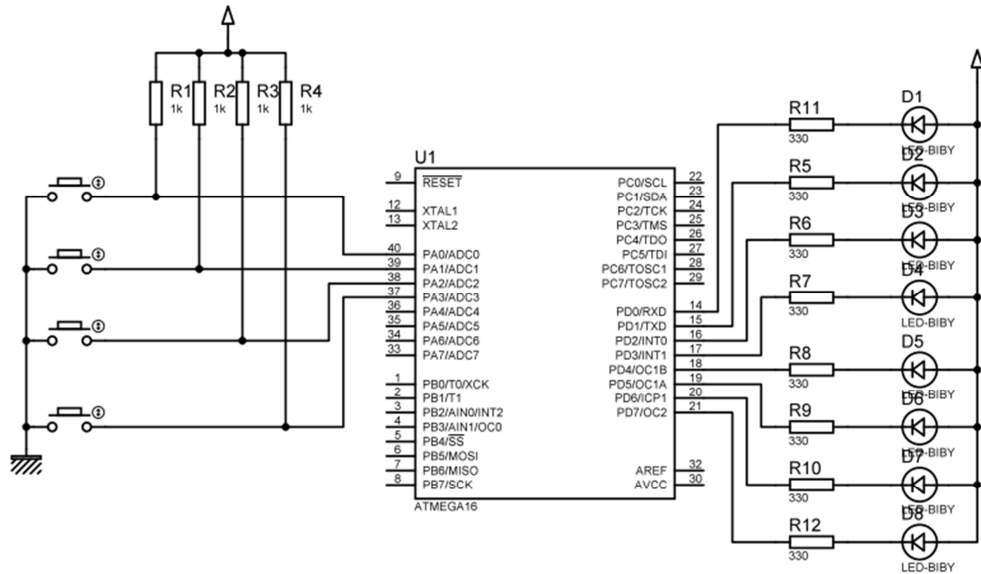 R1
1k
R2
1k
R3
1k
R4
1k
U1
9 RESET
12 XTAL1
13 XTAL2
40 PA0/ADC0
39 PA1/ADC1
38 PA2/ADC2
37 PA3/ADC3
36 PA4/ADC4
35 PA5/ADC5
34 PA6/ADC6
33 PA7/ADC7
1 PB0/T0/XCK
2 PB1/T1
3 PB2/AIN0/INT2
4 PB3/AIN1/OC0
5 PB4/SS
6 PB5/MOSI
7 PB6/MISO
8 PB7/SCK
PC0/SCL 22
PC1/SDA 23
PC2/TCK 24
PC3/TMS 25
PC4/TDO 26
PC5/TDI 27
PC6/TOSC1 28
PC7/TOSC2 29
PD0/RXD 14
PD1/TXD 15
PD2/INT0 16
PD3/INT1 17
PD4/OC1B 18
PD5/OC1A 19
PD6/ICP1 20
PD7/OC2 21
AREF 32
AVCC 30
ATMEGA16
R11
330
D1
LED-BIBY
R5
330
D2
LED-BIBY
R6
330
D3
LED-BIBY
R7
330
D4
LED-BIBY
R8
330
D5
LED-BIBY
R9
330
D6
LED-BIBY
R10
330
D7
LED-BIBY
R12
330
D8
LED-BIBY